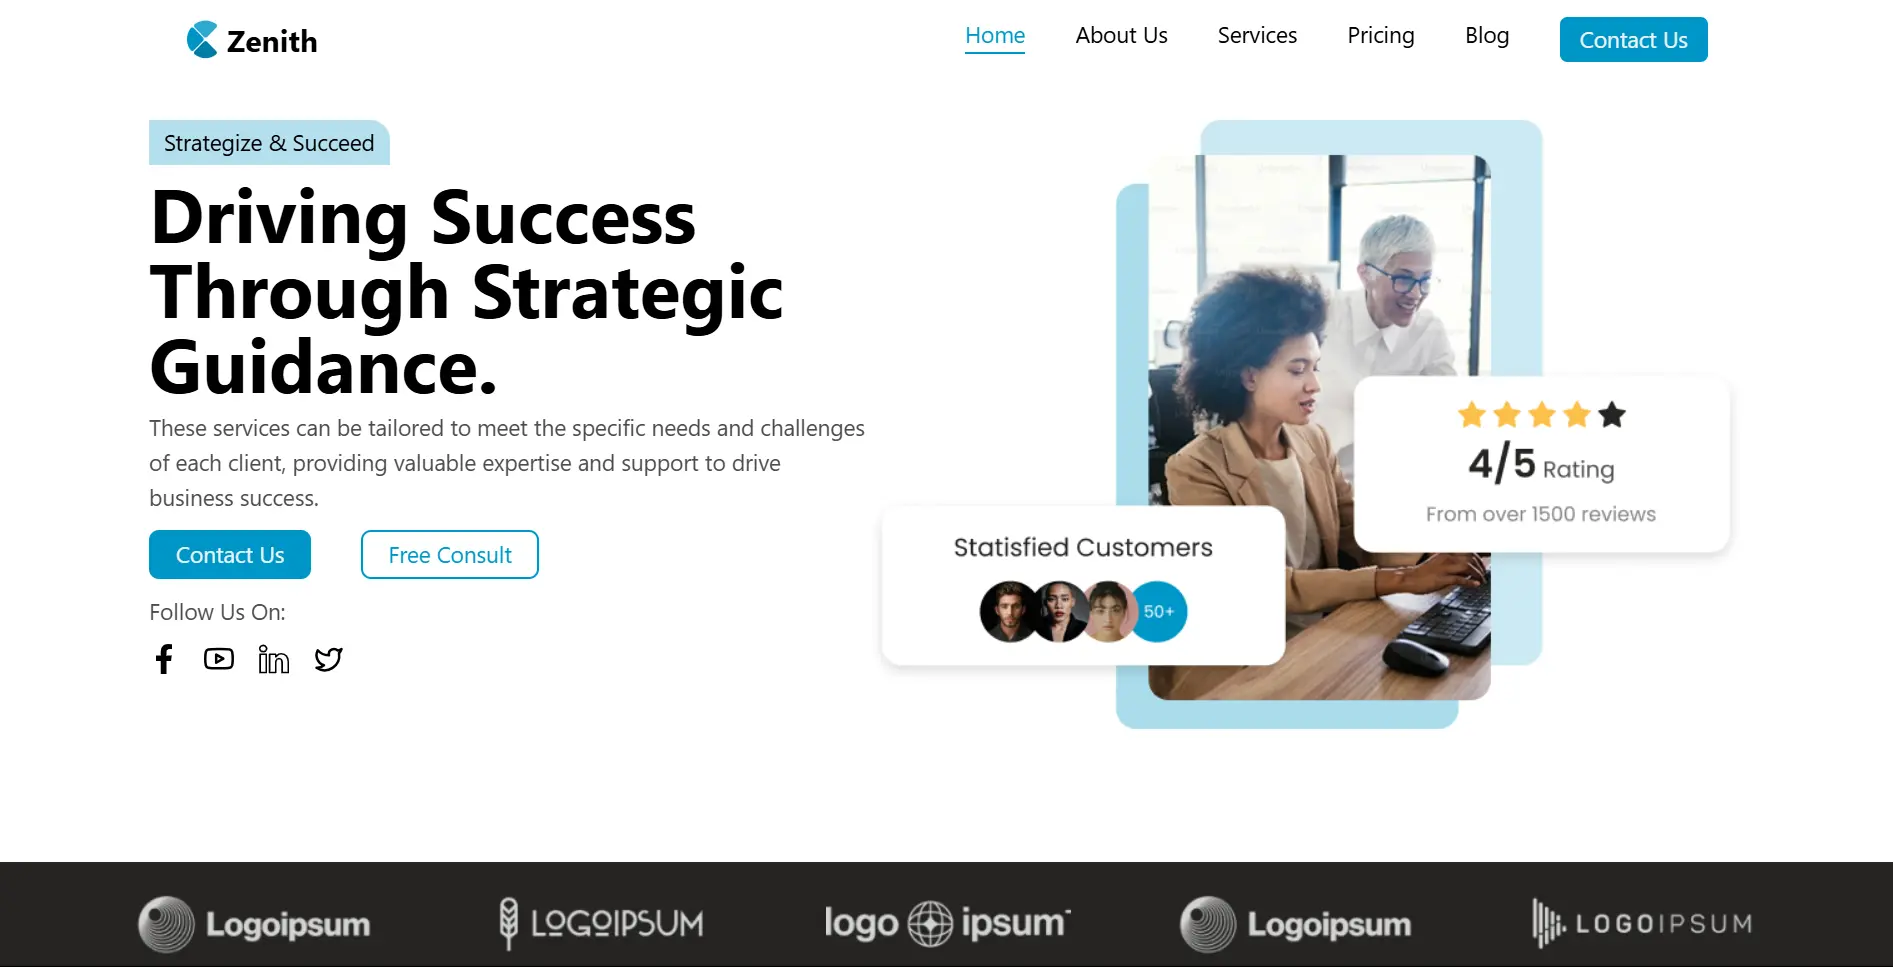 Zenith
Home
About Us
Services
Pricing
Blog
Contact Us
Strategize & Succeed
Driving Success
Through Strategic
Guidance.
These services can be tailored to meet the specific needs and challenges
of each client, providing valuable expertise and support to drive
business success.
Contact Us
Free Consult
Follow Us On:
4/5 Rating
From over 1500 reviews
Statisfied Customers
50+
Logoipsum
LOGOIPSUM
logo ipsum™
Logoipsum
LOGOIPSUM